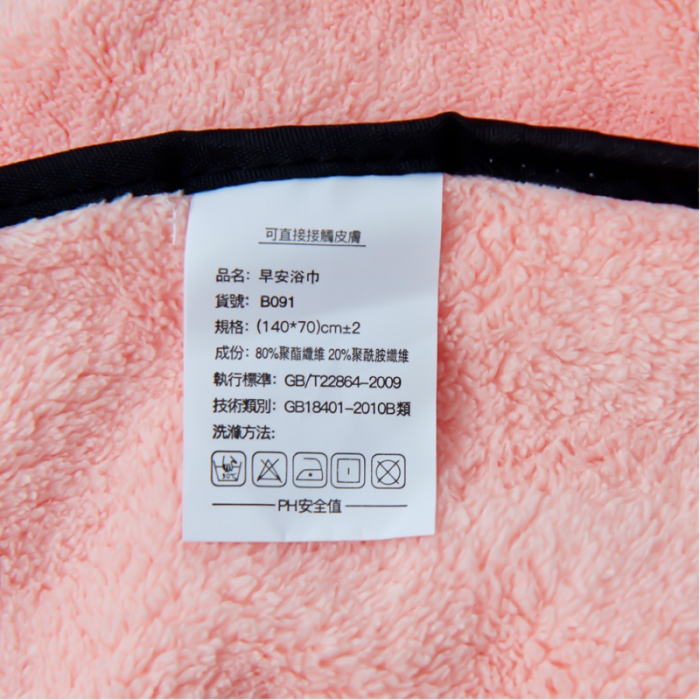 可直接接觸皮膚
品名: 早安浴巾
貨號: B091
規格: (140*70)cm±2
成份: 80%聚酯纖維 20%聚酰胺纖維
執行標準: GB/T22864-2009
技術類別: GB18401-2010B類
洗滌方法:
30℃
PH安全值